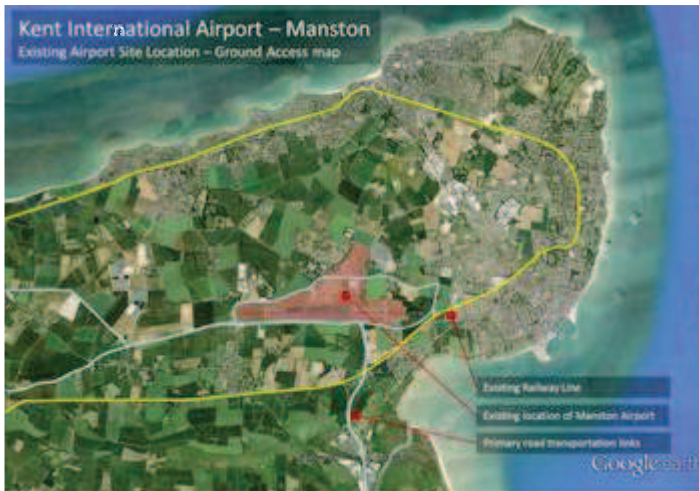 Kent International Airport – Manston
Existing Airport Site Location – Ground Access map
Existing Railway Line
Existing location of Manston Airport
Primary road transportation links
Google earth